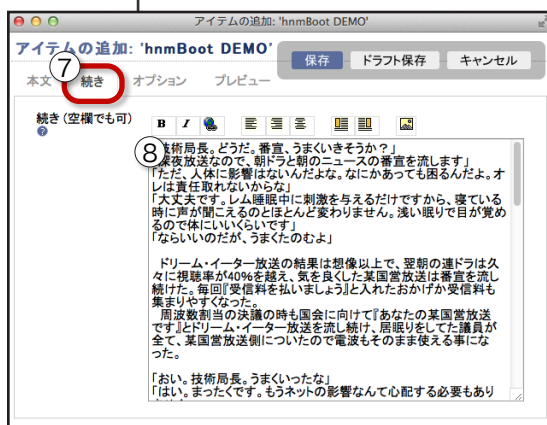 アイテムの追加: 'hnmBoot DEMO'
アイテムの追加: 'hnmBoot DEMO'
保存 ドラフト保存 キャンセル
⑦
本文 続き オプション プレビュー
続き (空欄でも可)
B I
⑧
技術局長。どうだ。番宣、うまくいきそうか？」
深夜放送なので、朝ドラと朝のニュースの番宣を流します」
「ただ、人体に影響はないんだよな。なにかあっても困るんだよ。オ
レは責任取れないからな」
「大丈夫です。レム睡眠中に刺激を与えるだけですから、寝ている
時に声が聞こえるのとほとんど変わりません。浅い眠りで目が覚め
るので体にいいくらいです」
「ならいいのだが、うまくたのむよ」
ドリーム・イーター放送の結果は想像以上で、翌朝の連ドラは久
々に視聴率が40%を越え、気を良くした某国営放送は番宣を流し
続けた。毎回『受信料を払いましょう』と入れたおかげか受信料も
集まりやすくなった。
周波数割当の決議の時も国会に向けて『あなたの某国営放送
です』とドリーム・イーター放送を流し続け、居眠りをしてた議員が
全て、某国営放送側についたので電波もそのまま使える事にな
った。
「おい。技術局長。うまくいったな」
「はい。まったくです。もうネットの影響なんて心配する必要もあり